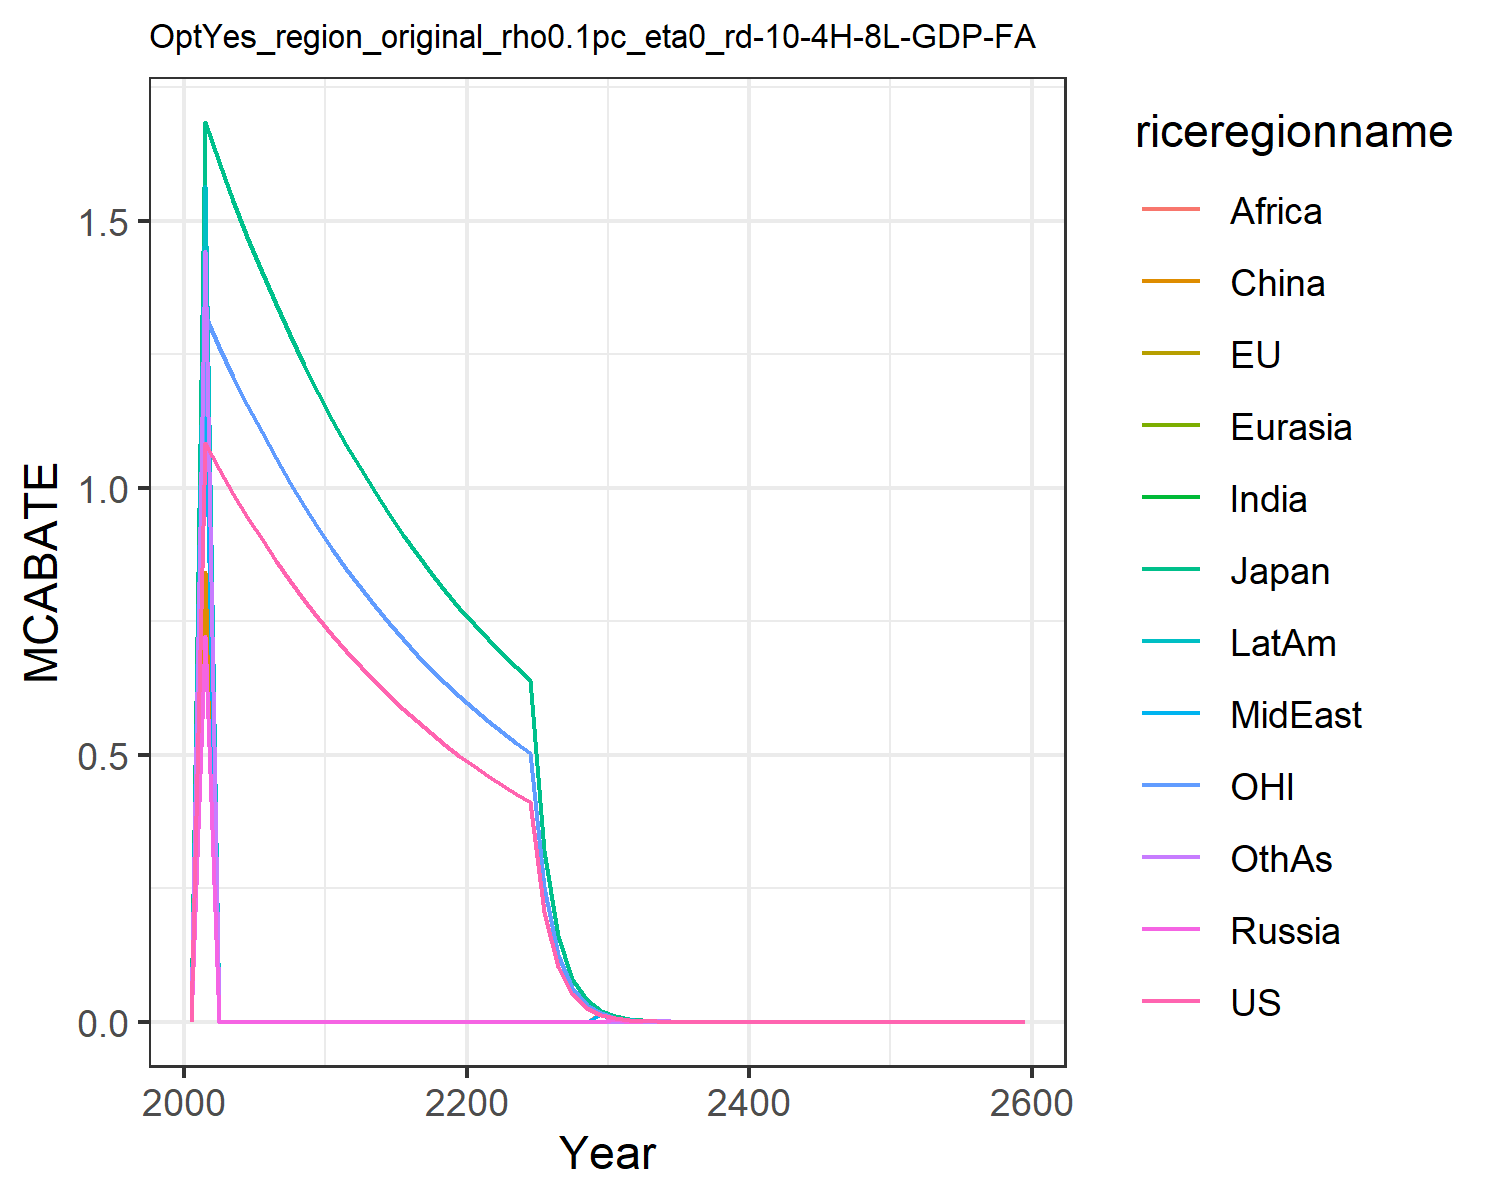 OptYes_region_original_rho0.1pc_eta0_rd-10-4H-8L-GDP-FA
MCABATE
1.5
1.0
0.5
0.0
2000 2200 2400 2600
Year
riceregionname
Africa
China
EU
Eurasia
India
Japan
LatAm
MidEast
OHI
OthAs
Russia
US